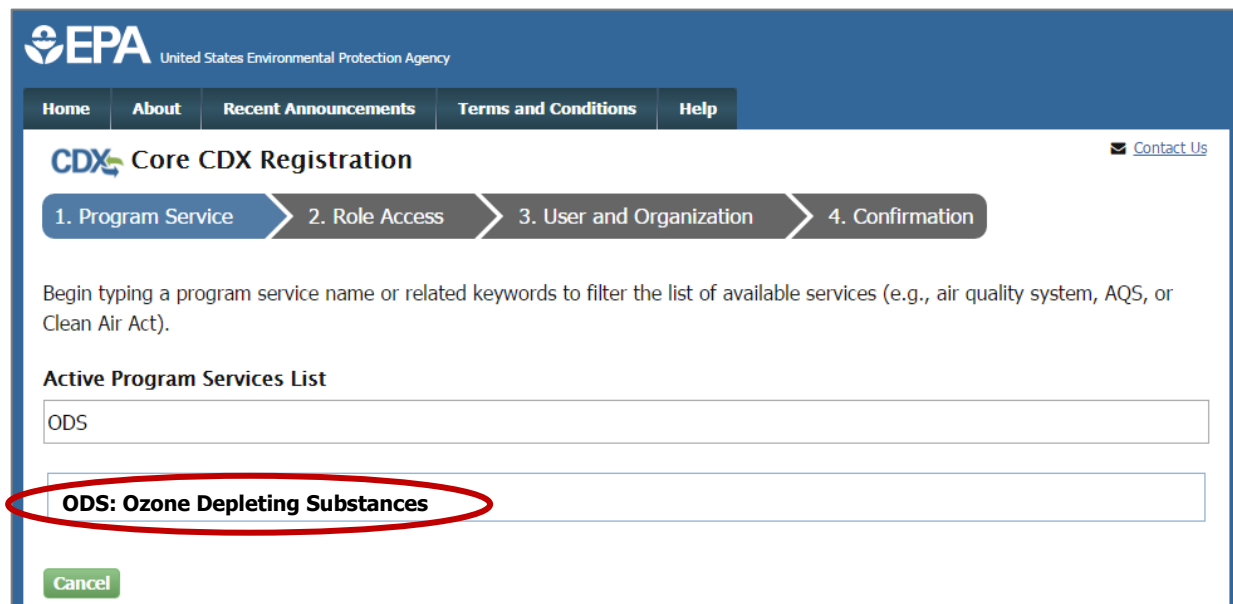 EPA United States Environmental Protection Agency
Home About Recent Announcements Terms and Conditions Help
Contact Us
CDX Core CDX Registration
1. Program Service 2. Role Access 3. User and Organization 4. Confirmation
Begin typing a program service name or related keywords to filter the list of available services (e.g., air quality system, AQS, or
Clean Air Act).
Active Program Services List
ODS
ODS: Ozone Depleting Substances
Cancel